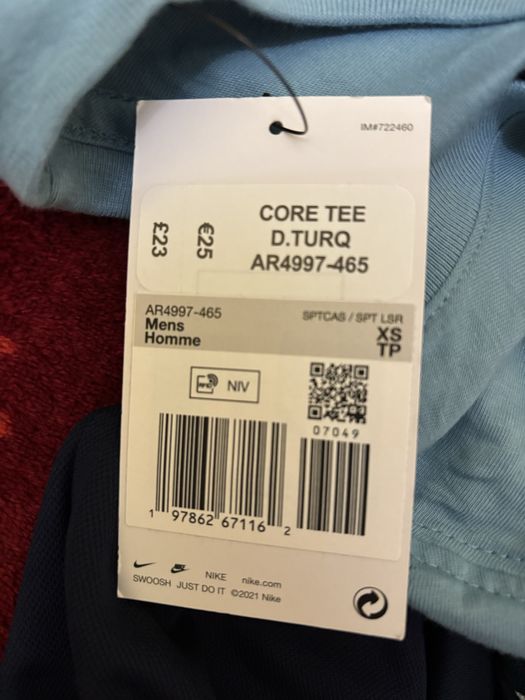 IM#722460
CORE TEE
D.TURQ
AR4997-465
£23
€25
AR4997-465
SPTCAS / SPT LSR
Mens
XS
Homme
TP
RFID
NIV
07049
1 97862 67116 2
NIKE nike.com
SWOOSH JUST DO IT ©2021 Nike